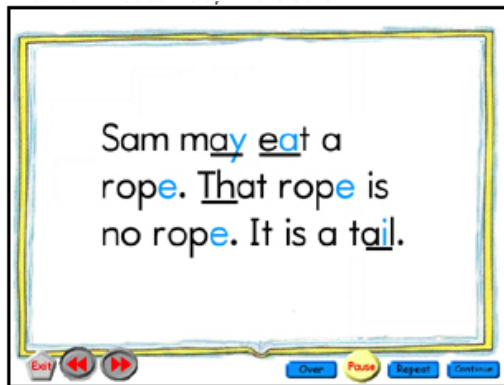 Sam may eat a
rope. That rope is
no rope. It is a tail.
Exit
Over Pause Repeat Continue